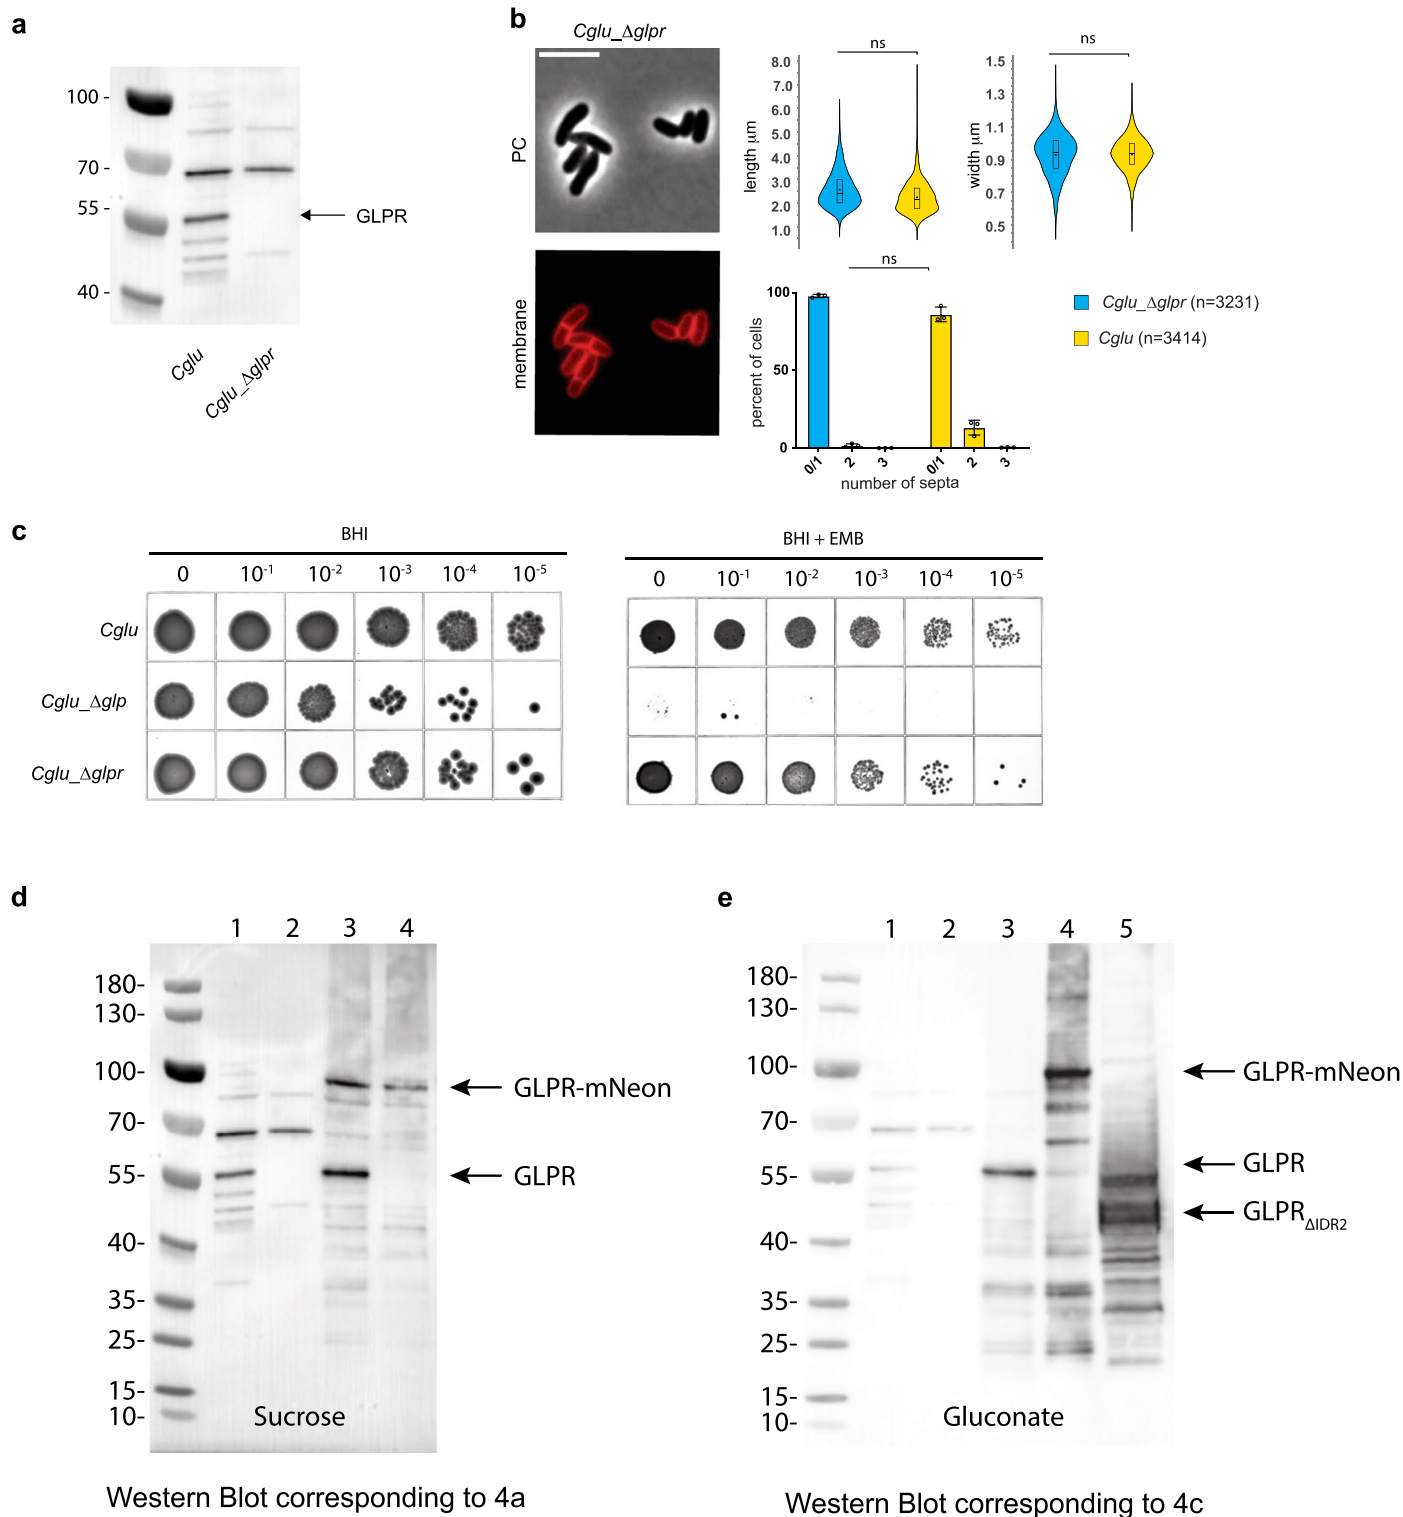 a
100 -
70 -
55 -
40 -
GLPR
Cglu
Cglu_Δglpr
b
Cglu_Δglpr
PC
membrane
ns
length μm
8.0
7.0
6.0
5.0
4.0
3.0
2.0
1.0
ns
width μm
1.5
1.3
1.1
0.9
0.7
0.5
ns
percent of cells
100
50
0
0/1 2 3 0/1 2 3
number of septa
Cglu_Δglpr (n=3231)
Cglu (n=3414)
c
BHI
0 10-1 10-2 10-3 10-4 10-5
BHI + EMB
0 10-1 10-2 10-3 10-4 10-5
Cglu
Cglu_Δglp
Cglu_Δglpr
d
1 2 3 4
180-
130-
100-
70-
55-
40-
35-
25-
15-
10-
GLPR-mNeon
GLPR
Sucrose
Western Blot corresponding to 4a
e
1 2 3 4 5
180-
130-
100-
70-
55-
40-
35-
25-
15-
10-
GLPR-mNeon
GLPR
GLPRΔIDR2
Gluconate
Western Blot corresponding to 4c